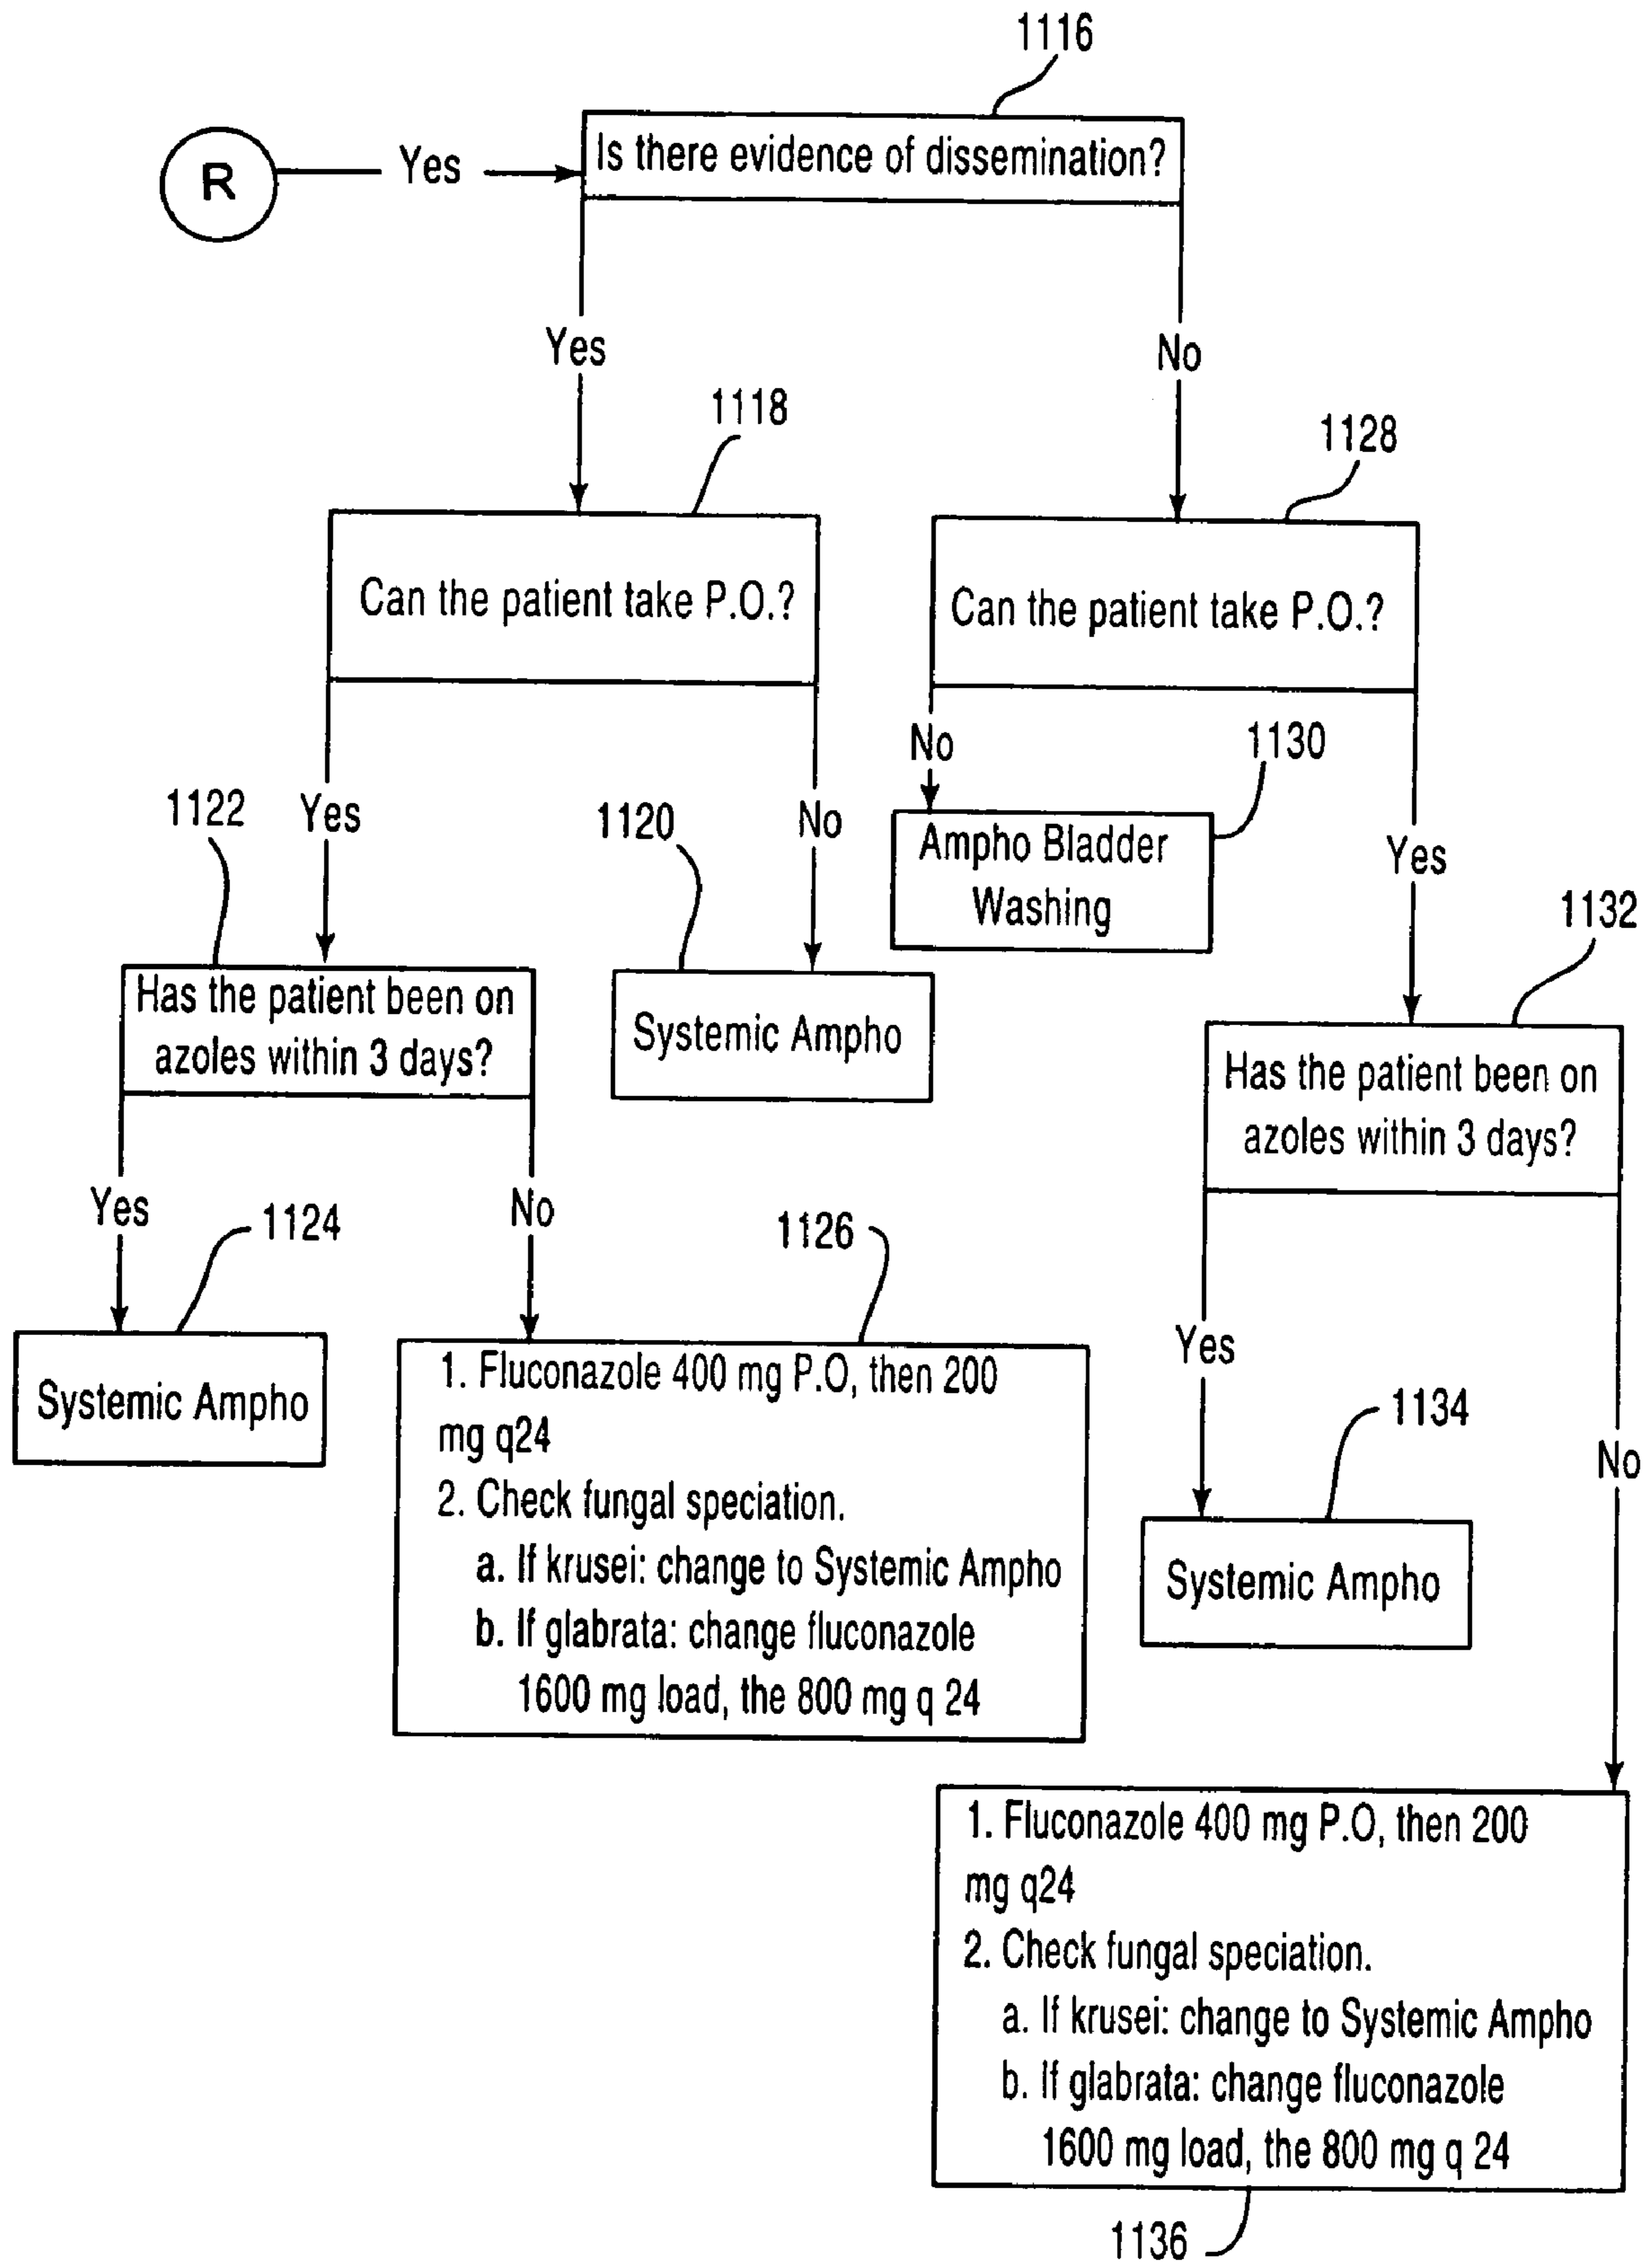 1116
R
Yes
Is there evidence of dissemination?
Yes
No
1118
1128
Can the patient take P.O.?
Can the patient take P.O.?
No
1130
1122
Yes
1120
No
Ampho Bladder
Washing
Yes
1132
Has the patient been on
azoles within 3 days?
Systemic Ampho
Has the patient been on
azoles within 3 days?
Yes
1124
No
1126
Yes
Systemic Ampho
1. Fluconazole 400 mg P.O, then 200
mg q24
2. Check fungal speciation.
a. If krusei: change to Systemic Ampho
b. If glabrata: change fluconazole
1600 mg load, the 800 mg q 24
1134
No
Systemic Ampho
1. Fluconazole 400 mg P.O, then 200
mg q24
2. Check fungal speciation.
a. If krusei: change to Systemic Ampho
b. If glabrata: change fluconazole
1600 mg load, the 800 mg q 24
1136